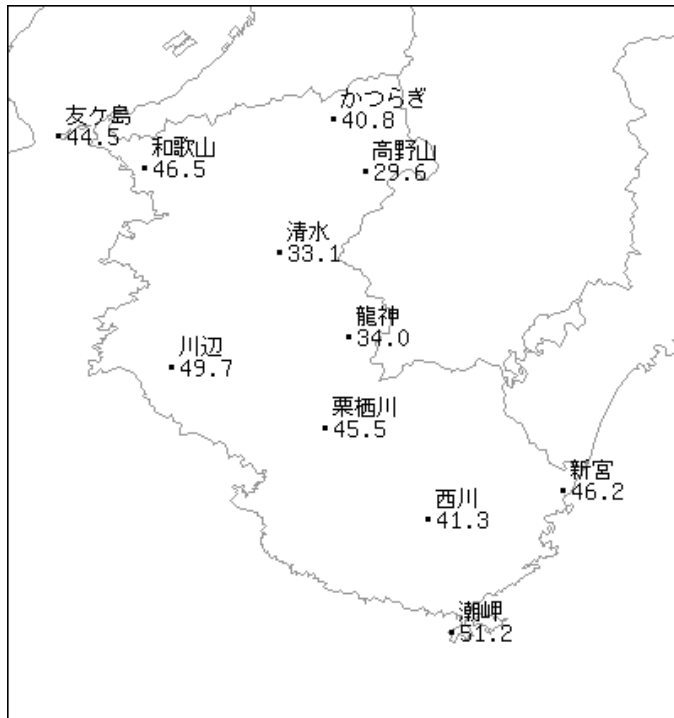 かつらぎ
40.8
友ケ島
44.5
和歌山
46.5
高野山
29.6
清水
33.1
龍神
34.0
川辺
49.7
栗栖川
45.5
新宮
46.2
西川
41.3
潮岬
51.2